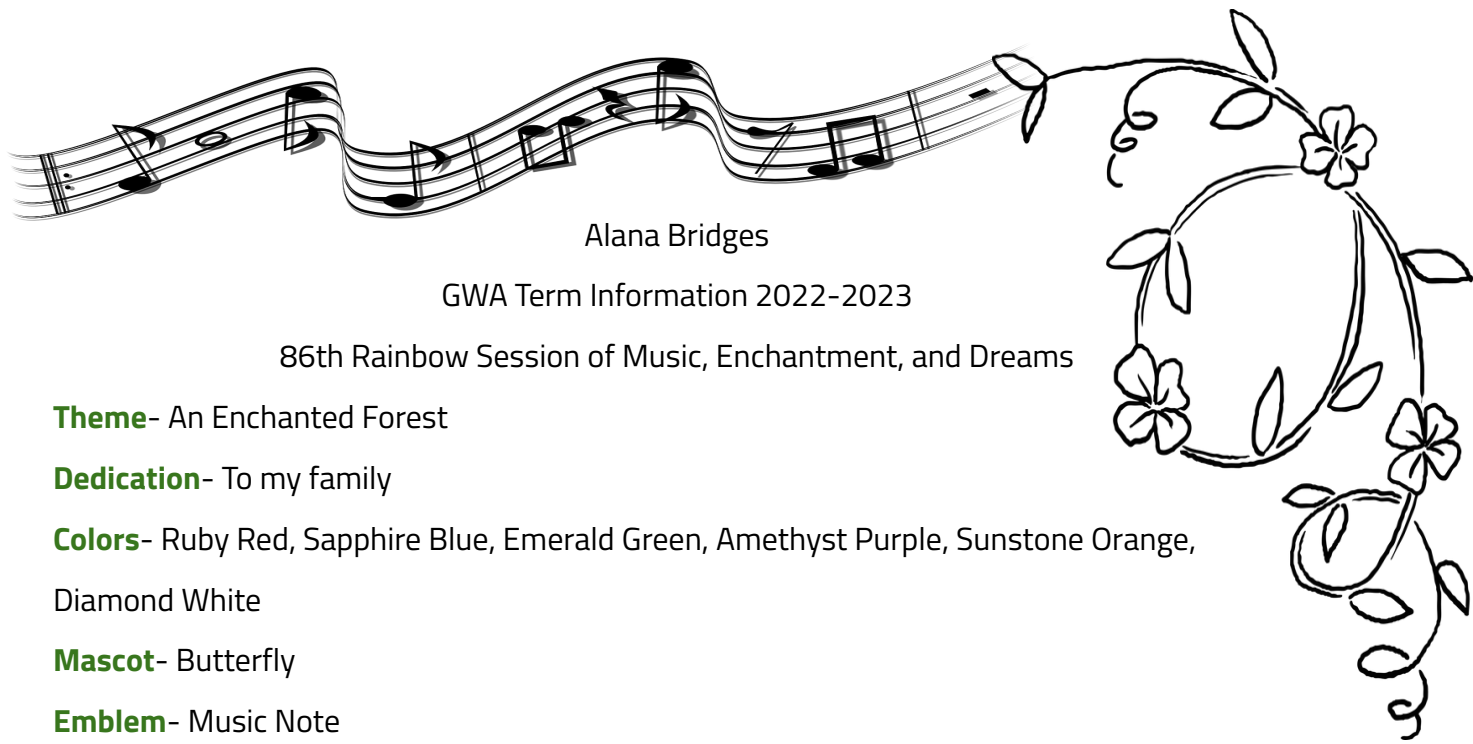 Alana Bridges
GWA Term Information 2022-2023
86th Rainbow Session of Music, Enchantment, and Dreams
Theme- An Enchanted Forest
Dedication- To my family
Colors- Ruby Red, Sapphire Blue, Emerald Green, Amethyst Purple, Sunstone Orange,
Diamond White
Mascot- Butterfly
Emblem- Music Note